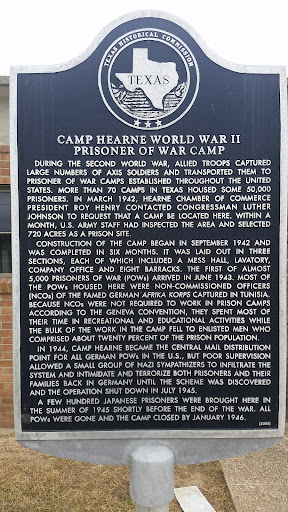 TEXAS HISTORICAL COMMISSION
TEXAS
CAMP HEARNE WORLD WAR II
PRISONER OF WAR CAMP
DURING THE SECOND WORLD WAR, ALLIED TROOPS CAPTURED
LARGE NUMBERS OF AXIS SOLDIERS AND TRANSPORTED THEM TO
PRISONER OF WAR CAMPS ESTABLISHED THROUGHOUT THE UNITED
STATES. MORE THAN 70 CAMPS IN TEXAS HOUSED SOME 50,000
PRISONERS. IN MARCH 1942, HEARNE CHAMBER OF COMMERCE
PRESIDENT ROY HENRY CONTACTED CONGRESSMAN LUTHER
JOHNSON TO REQUEST THAT A CAMP BE LOCATED HERE. WITHIN A
MONTH, U.S. ARMY STAFF HAD INSPECTED THE AREA AND SELECTED
720 ACRES AS A PRISON SITE.
CONSTRUCTION OF THE CAMP BEGAN IN SEPTEMBER 1942 AND
WAS COMPLETED IN SIX MONTHS. IT WAS LAID OUT IN THREE
SECTIONS, EACH OF WHICH INCLUDED A MESS HALL, LAVATORY,
COMPANY OFFICE AND EIGHT BARRACKS. THE FIRST OF ALMOST
5,000 PRISONERS OF WAR (POWs) ARRIVED IN JUNE 1943. MOST OF
THE POWs HOUSED HERE WERE NON-COMMISSIONED OFFICERS
(NCOs) OF THE FAMED GERMAN AFRIKA KORPS CAPTURED IN TUNISIA.
BECAUSE NCOs WERE NOT REQUIRED TO WORK IN PRISON CAMPS
ACCORDING TO THE GENEVA CONVENTION, THEY SPENT MOST OF
THEIR TIME IN RECREATIONAL AND EDUCATIONAL ACTIVITIES WHILE
THE BULK OF THE WORK IN THE CAMP FELL TO ENLISTED MEN WHO
COMPRISED ABOUT TWENTY PERCENT OF THE PRISON POPULATION.
IN 1944, CAMP HEARNE BECAME THE CENTRAL MAIL DISTRIBUTION
POINT FOR ALL GERMAN POWs IN THE U.S., BUT POOR SUPERVISION
ALLOWED A SMALL GROUP OF NAZI SYMPATHIZERS TO INFILTRATE THE
SYSTEM AND INTIMIDATE AND TERRORIZE BOTH PRISONERS AND THEIR
FAMILIES BACK IN GERMANY UNTIL THE SCHEME WAS DISCOVERED
AND THE OPERATION SHUT DOWN IN JULY 1945.
A FEW HUNDRED JAPANESE PRISONERS WERE BROUGHT HERE IN
THE SUMMER OF 1945 SHORTLY BEFORE THE END OF THE WAR. ALL
POWs WERE GONE AND THE CAMP CLOSED BY JANUARY 1946.